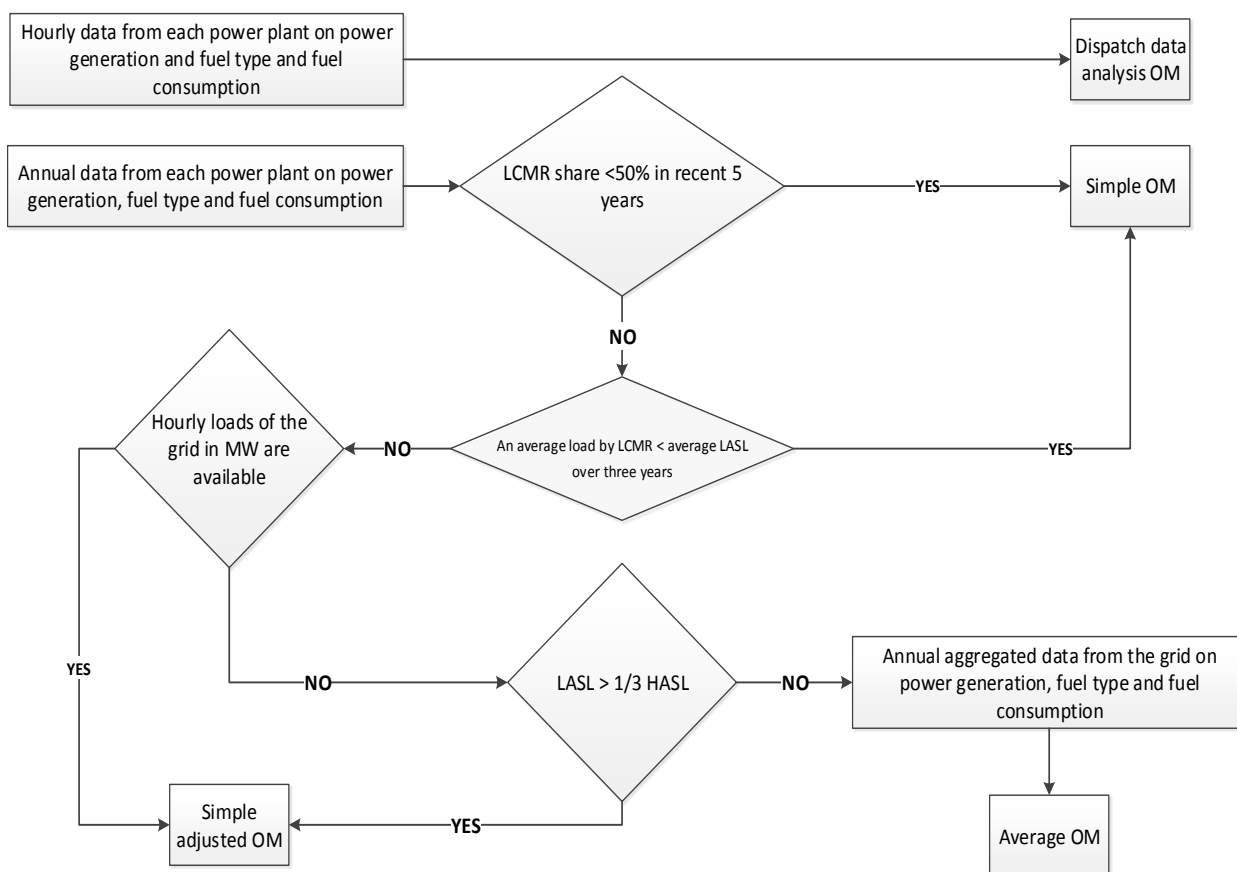 Hourly data from each power plant on power
generation and fuel type and fuel
consumption
Dispatch data
analysis OM
Annual data from each power plant on power
generation, fuel type and fuel consumption
LCMR share <50% in recent 5
years
YES
Simple OM
NO
Hourly loads of the
grid in MW are
available
NO
An average load by LCMR < average LASL
over three years
YES
YES
NO
LASL > 1/3 HASL
NO
Annual aggregated data from the grid on
power generation, fuel type and fuel
consumption
Simple
adjusted OM
YES
Average OM